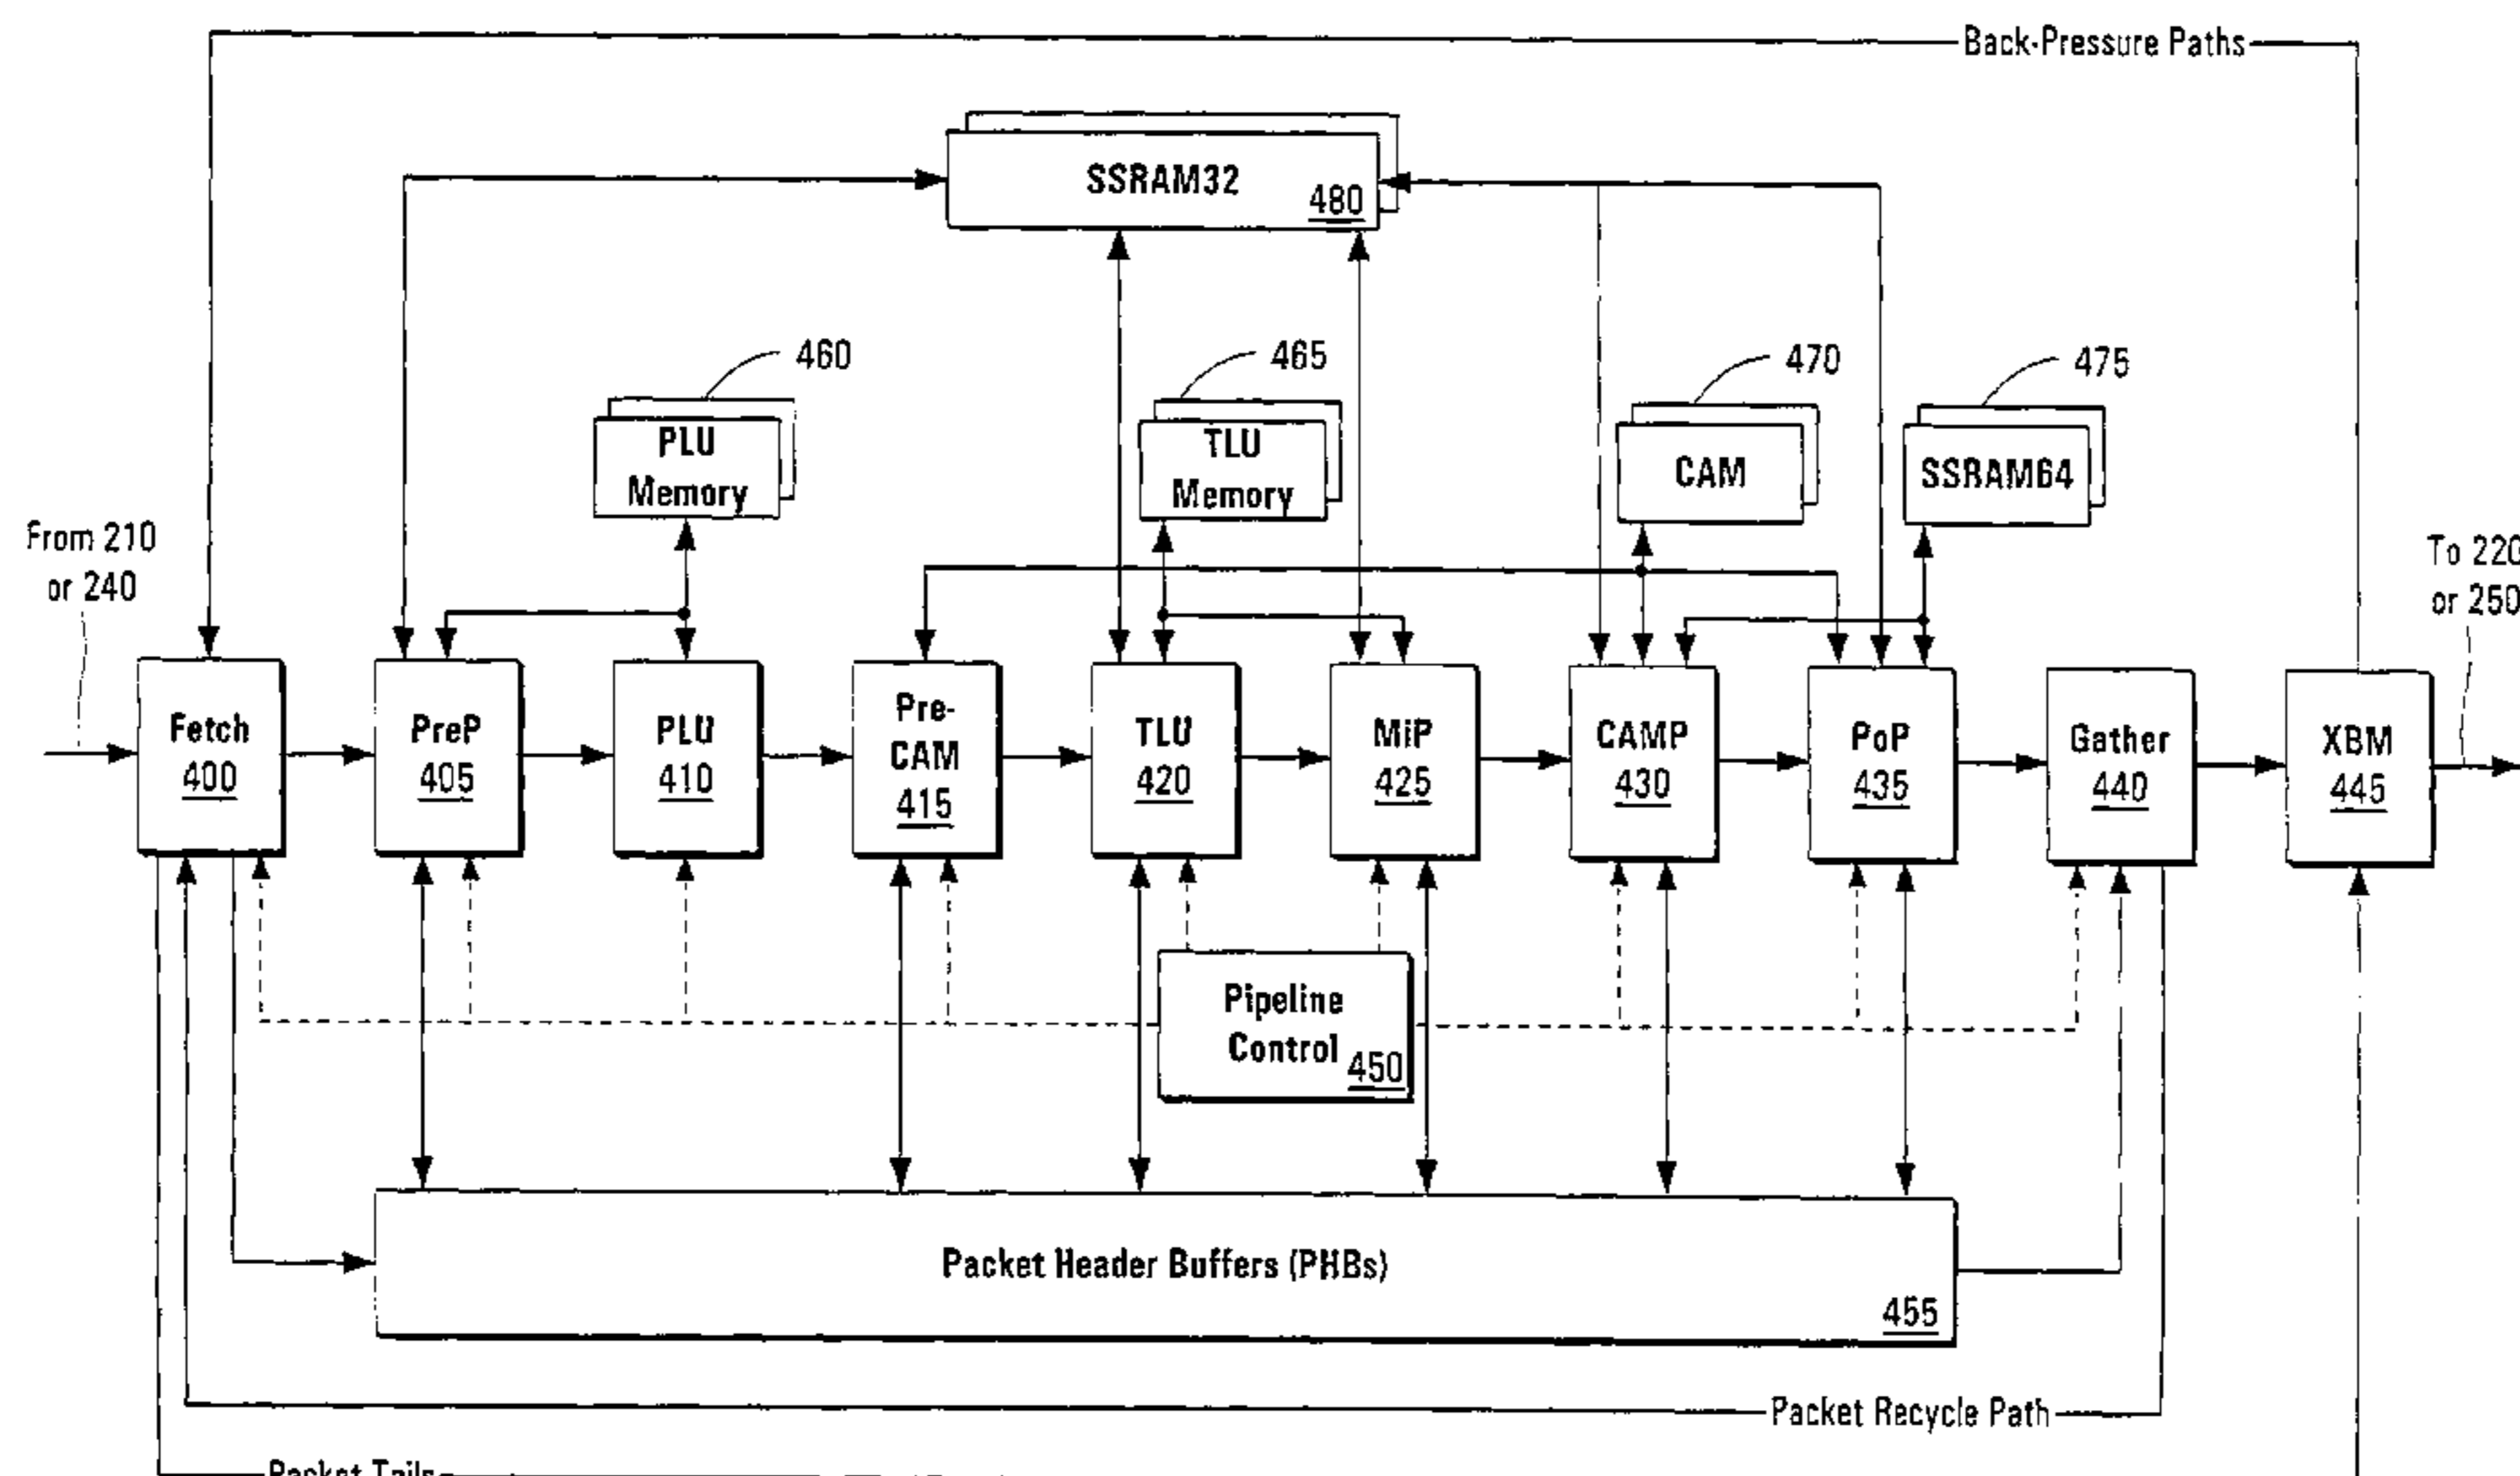 Back-Pressure Paths
SSRAM32
480
460
465
470
475
PLU
Memory
TLU
Memory
CAM
SSRAM64
From 210
or 240
To 220
or 250
Fetch
400
PreP
405
PLU
410
Pre-
CAM
415
TLU
420
MiP
425
CAMP
430
PoP
435
Gather
440
XBM
445
Pipeline
Control
450
Packet Header Buffers (PHBs)
455
Packet Recycle Path
Packet Tails